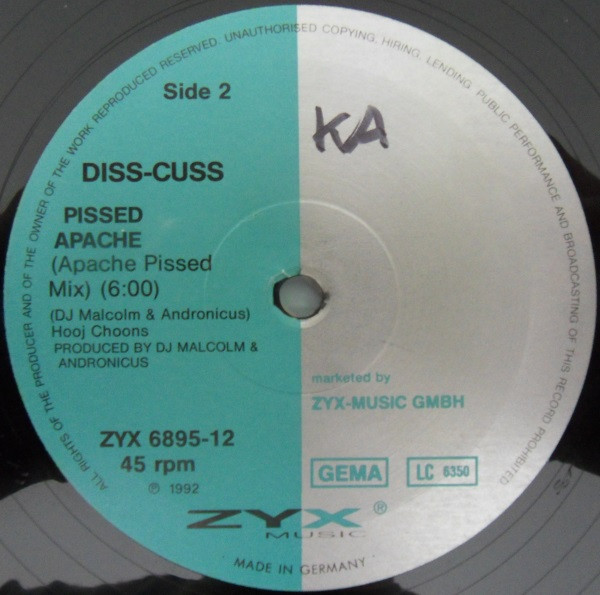 ALL RIGHTS OF THE PRODUCER AND OF THE OWNER OF THE WORK REPRODUCED RESERVED. UNAUTHORISED COPYING, HIRING, LENDING, PUBLIC PERFORMANCE AND BROADCASTING OF THIS RECORD PROHIBITED
Side 2
KA
DISS-CUSS
PISSED
APACHE
(Apache Pissed
Mix) (6:00)
(DJ Malcolm & Andronicus)
Hooj Choons
PRODUCED BY DJ MALCOLM &
ANDRONICUS
marketed by
ZYX-MUSIC GMBH
ZYX 6895-12
45 rpm
℗ 1992
GEMA
LC 6350
ZYX®
MUSIC
· MADE IN GERMANY ·